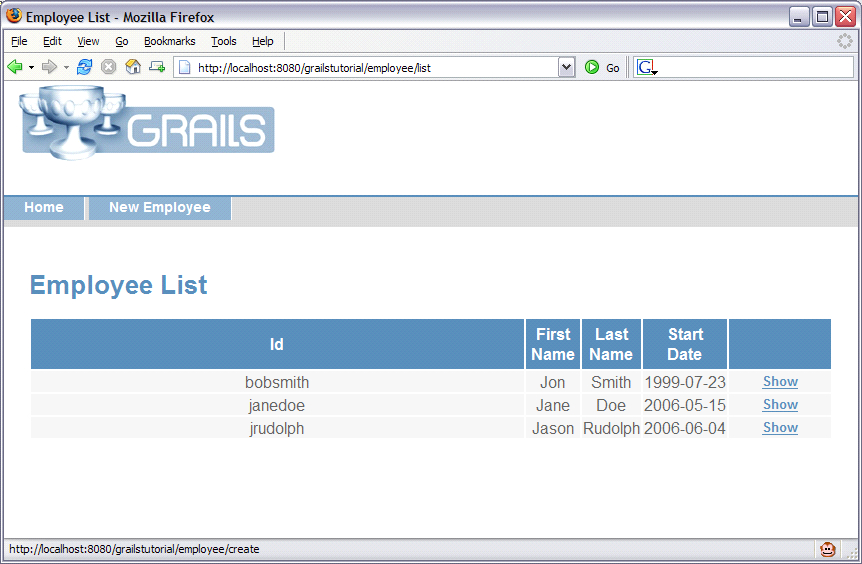 Employee List - Mozilla Firefox
File Edit View Go Bookmarks Tools Help
http://localhost:8080/grailstutorial/employee/list Go G
GRAILS
Home New Employee
Employee List
Id First Name Last Name Start Date
bobsmith Jon Smith 1999-07-23 Show
janedoe Jane Doe 2006-05-15 Show
jrudolph Jason Rudolph 2006-06-04 Show
http://localhost:8080/grailstutorial/employee/create